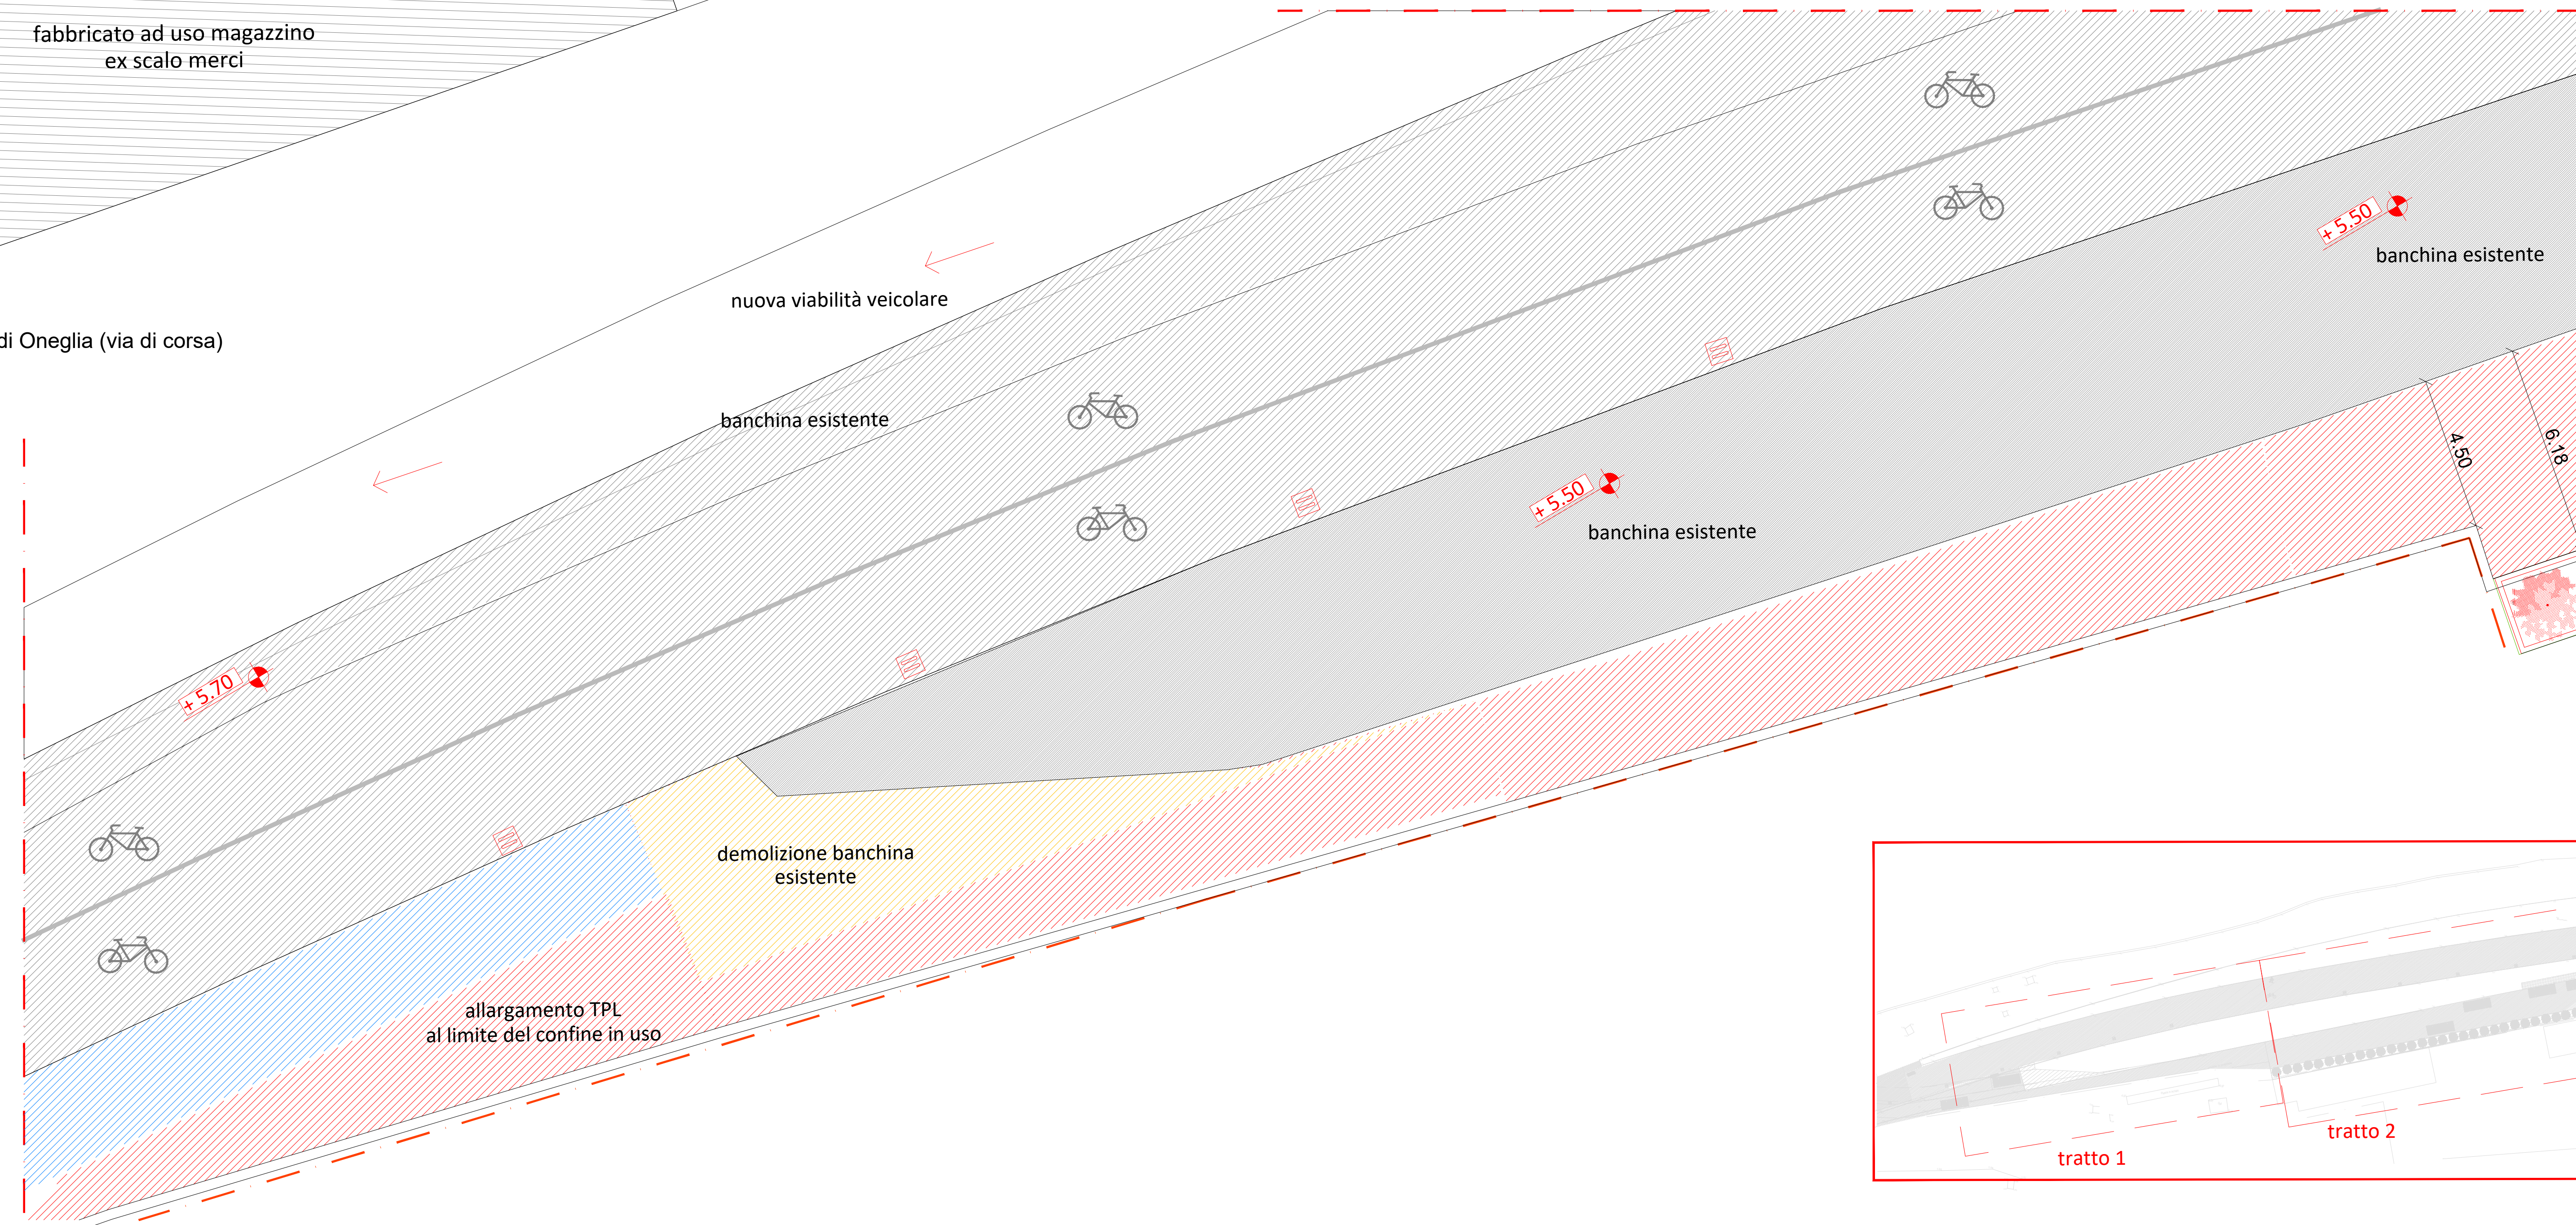 fabbricato ad uso magazzino
ex scalo merci
di Oneglia (via di corsa)
nuova viabilità veicolare
banchina esistente
+ 5.50
banchina esistente
+ 5.50
banchina esistente
4.50
6.18
+ 5.70
demolizione banchina
esistente
allargamento TPL
al limite del confine in uso
tratto 2
tratto 1